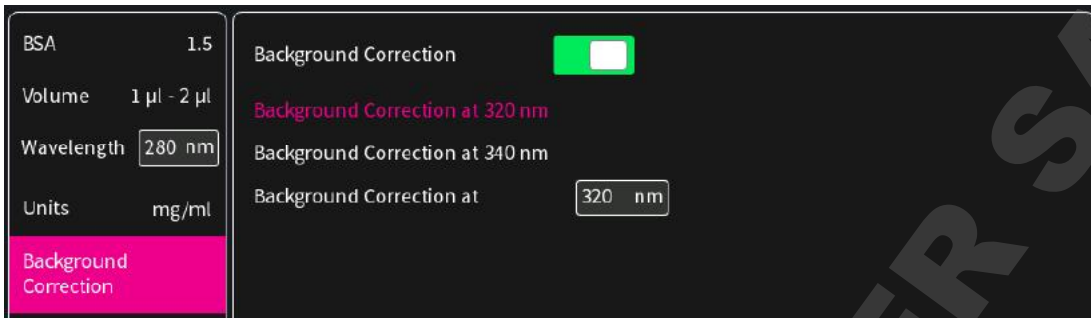 BSA 1.5
Volume 1 µl - 2 µl
Wavelength 280 nm
Units mg/ml
Background
Correction
Background Correction
Background Correction at 320 nm
Background Correction at 340 nm
Background Correction at 320 nm